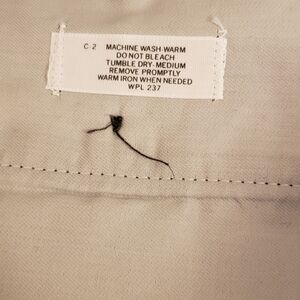 C 2 MACHINE WASH-WARM
DO NOT BLEACH
TUMBLE DRY-MEDIUM
REMOVE PROMPTLY
WARM IRON WHEN NEEDED
WPL 237